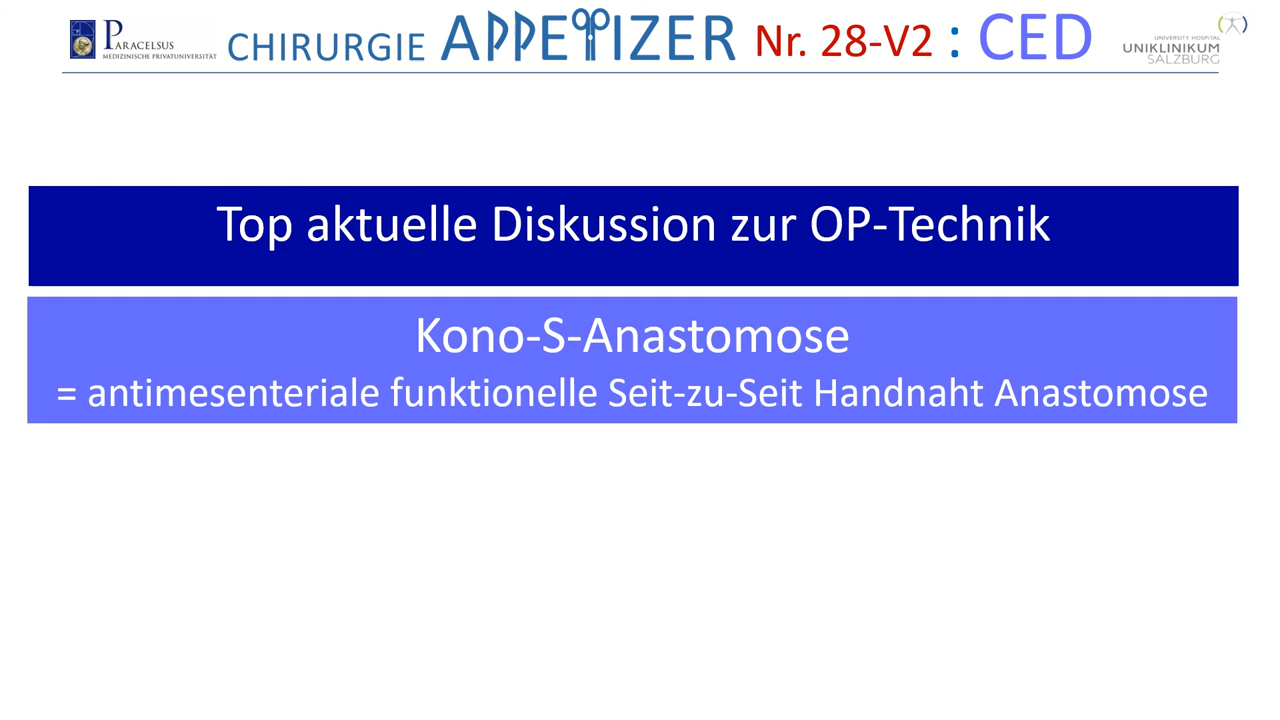 PARACELSUS
MEDIZINISCHE PRIVATUNIVERSITÄT
CHIRURGIE APPETIZER Nr. 28-V2 : CED
UNIVERSITY HOSPITAL
UNIKLINIKUM
SALZBURG
Top aktuelle Diskussion zur OP-Technik
Kono-S-Anastomose
= antimesenteriale funktionelle Seit-zu-Seit Handnaht Anastomose